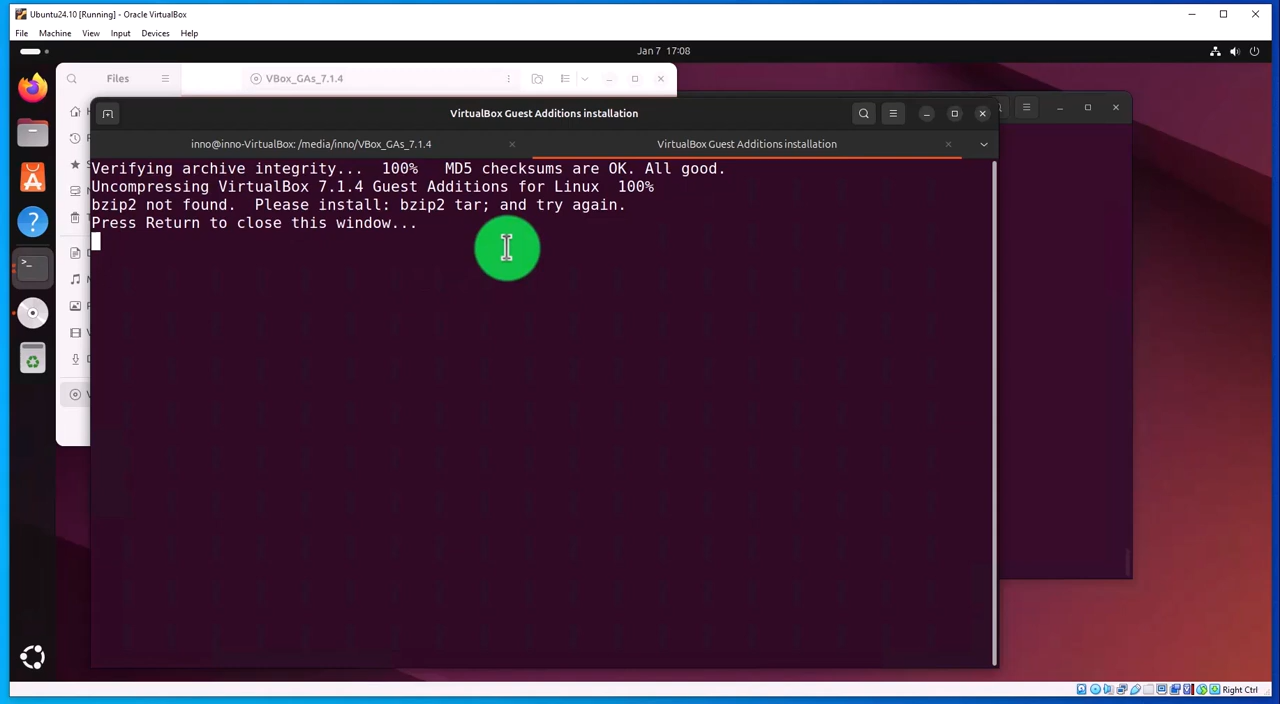 Ubuntu24.10 [Running] - Oracle VirtualBox
File Machine View Input Devices Help
Jan 7 17:08
Files
VBox_GAs_7.1.4
VirtualBox Guest Additions installation
inno@inno-VirtualBox: /media/inno/VBox_GAs_7.1.4
VirtualBox Guest Additions installation
Verifying archive integrity... 100% MD5 checksums are OK. All good.
Uncompressing VirtualBox 7.1.4 Guest Additions for Linux 100%
bzip2 not found. Please install: bzip2 tar; and try again.
Press Return to close this window...
Right Ctrl